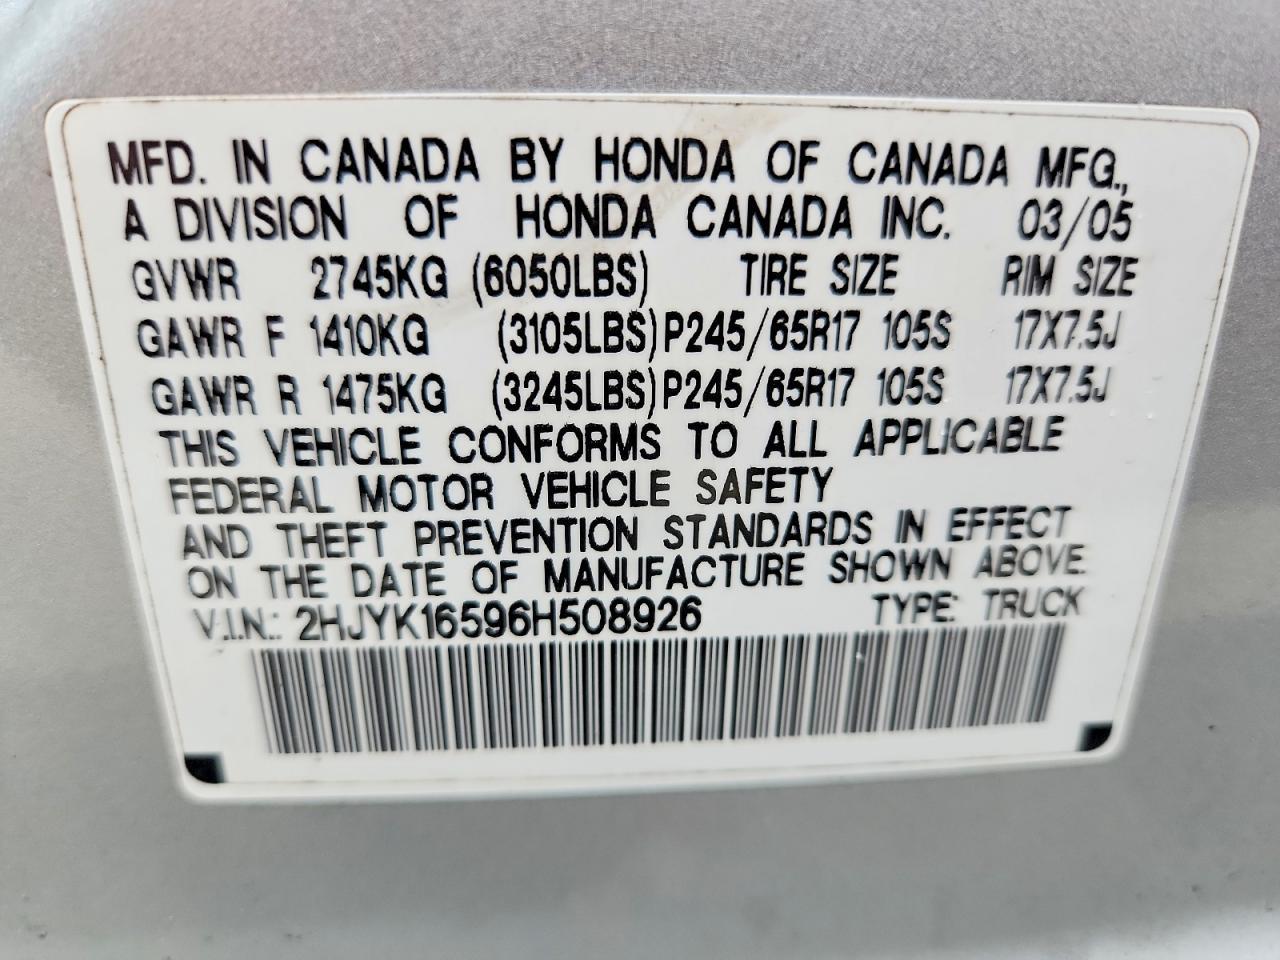 MFD. IN CANADA BY HONDA OF CANADA MFG.,
A DIVISION OF HONDA CANADA INC. 03/05
GVWR 2745KG (6050LBS) TIRE SIZE RIM SIZE
GAWR F 1410KG (3105LBS) P245/65R17 105S 17X7.5J
GAWR R 1475KG (3245LBS) P245/65R17 105S 17X7.5J
THIS VEHICLE CONFORMS TO ALL APPLICABLE
FEDERAL MOTOR VEHICLE SAFETY
AND THEFT PREVENTION STANDARDS IN EFFECT
ON THE DATE OF MANUFACTURE SHOWN ABOVE.
V.I.N.: 2HJYK16596H508926 TYPE: TRUCK